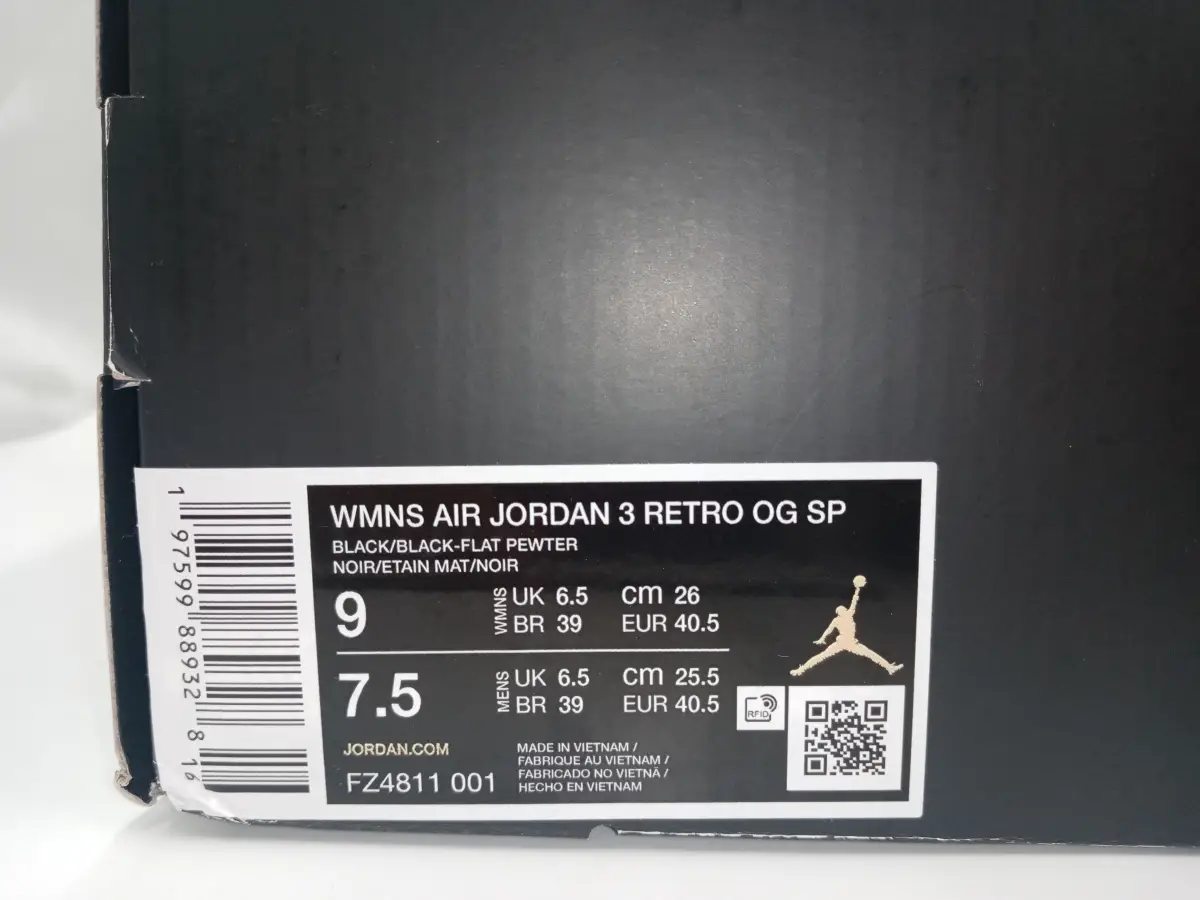 WMNS AIR JORDAN 3 RETRO OG SP
BLACK/BLACK-FLAT PEWTER
NOIR/ETAIN MAT/NOIR
9
WMNS
UK 6.5 cm 26
BR 39 EUR 40.5
7.5
MENS
UK 6.5 cm 25.5
BR 39 EUR 40.5
RFID
JORDAN.COM
FZ4811 001
MADE IN VIETNAM /
FABRIQUE AU VIETNAM /
FABRICADO NO VIETNÃ /
HECHO EN VIETNAM
1 97599 88932 8 16